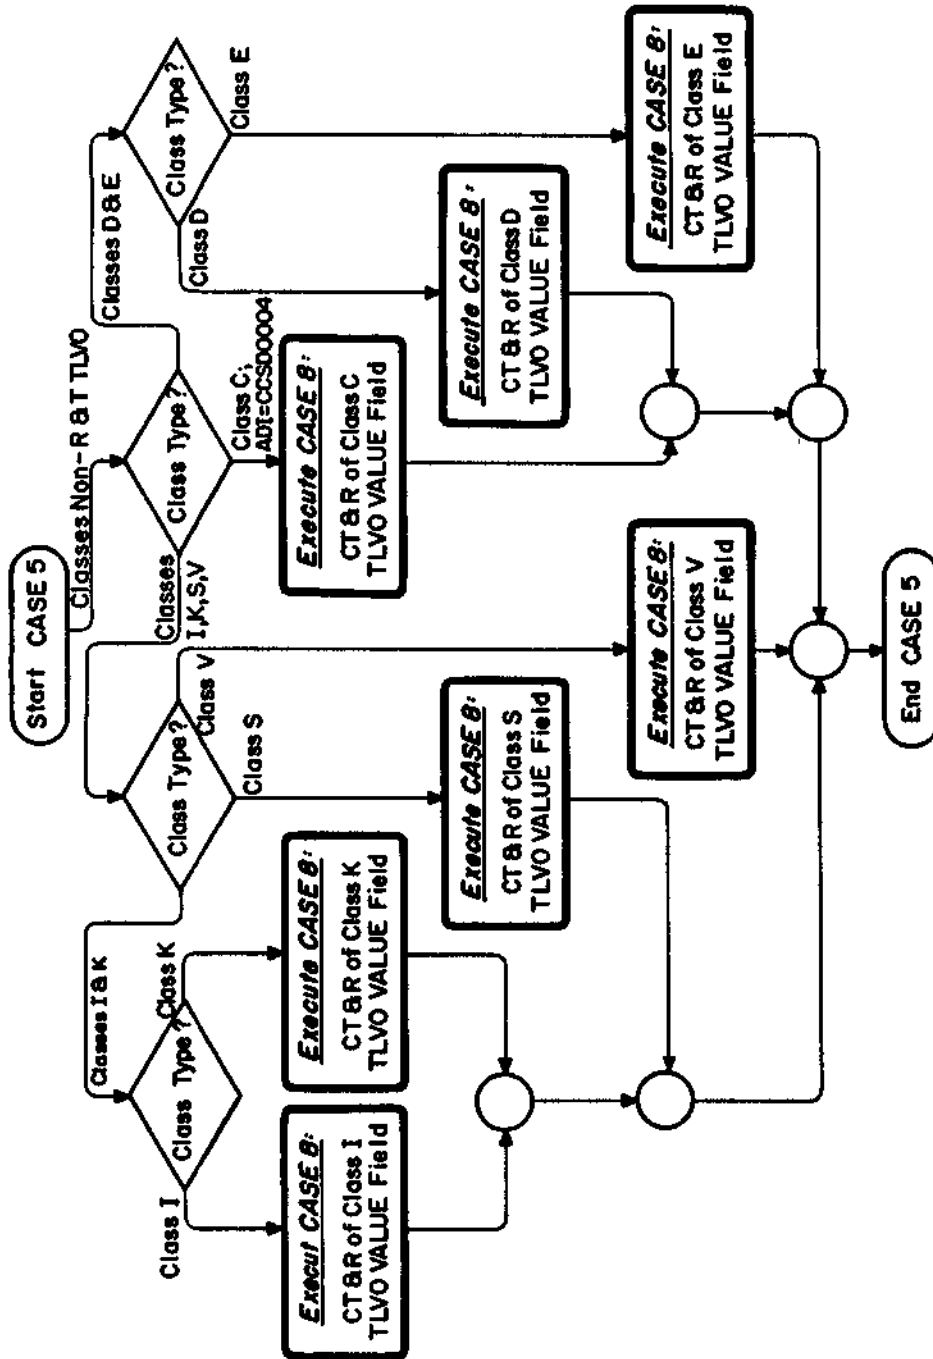 Start CASE 5
Classes Non-R & T TLVO
Class Type?
Classes D & E
Class Type?
Class E
Class D
Class C;
ADI=CCSD0004
Classes
I,K,S,V
Class Type?
Class V
Class S
Classes I & K
Class Type?
Class K
Class I
Execut CASE 8:
CT & R of Class I
TLVO VALUE Field
Execute CASE 8:
CT & R of Class K
TLVO VALUE Field
Execute CASE 8:
CT & R of Class S
TLVO VALUE Field
Execute CASE 8:
CT & R of Class V
TLVO VALUE Field
Execute CASE 8:
CT & R of Class C
TLVO VALUE Field
Execute CASE 8:
CT & R of Class D
TLVO VALUE Field
Execute CASE 8:
CT & R of Class E
TLVO VALUE Field
End CASE 5